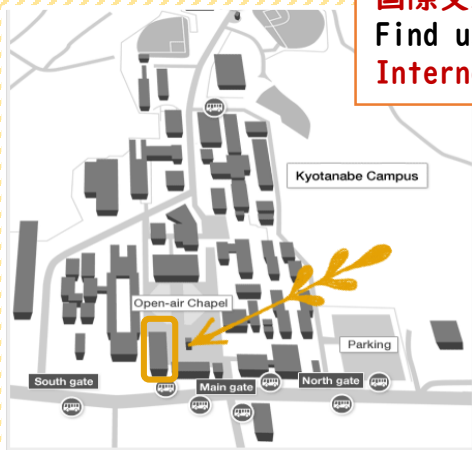 Find u
Intern
Kyotanabe Campus
Open-air Chapel
Parking
South gate
Main gate
North gate